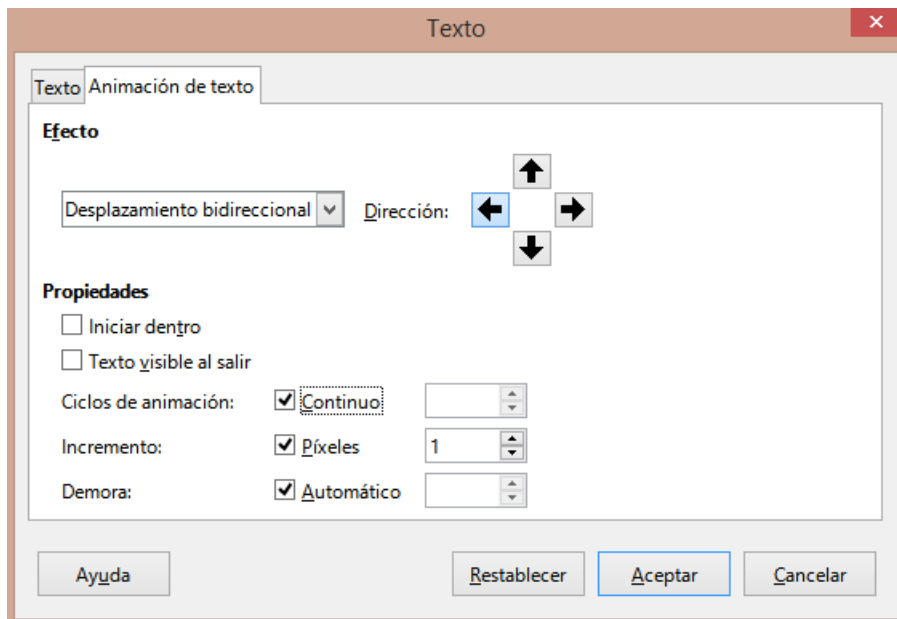 Texto
Texto Animación de texto
Efecto
Desplazamiento bidireccional Dirección:
Propiedades
Iniciar dentro
Texto visible al salir
Ciclos de animación: Continuo
Incremento: Píxeles 1
Demora: Automático
Ayuda Restablecer Aceptar Cancelar